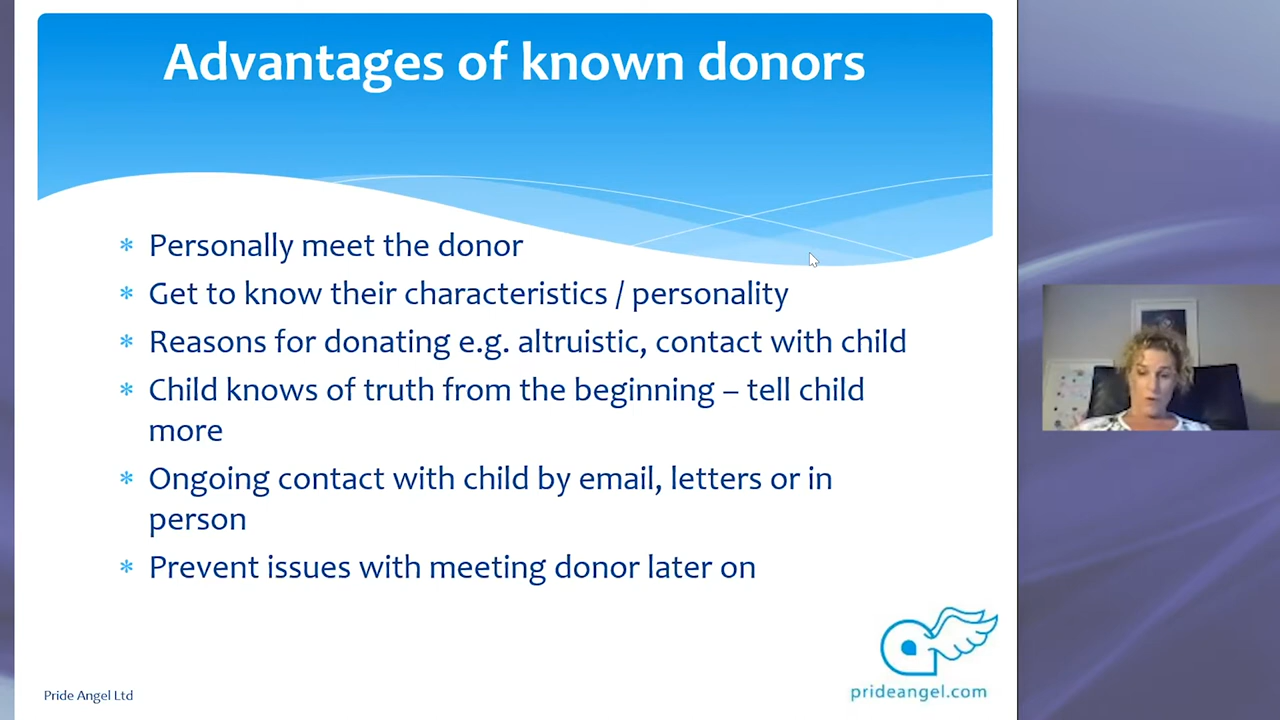 Advantages of known donors
* Personally meet the donor
* Get to know their characteristics / personality
* Reasons for donating e.g. altruistic, contact with child
* Child knows of truth from the beginning – tell child
more
* Ongoing contact with child by email, letters or in
person
* Prevent issues with meeting donor later on
prideangel.com
Pride Angel Ltd